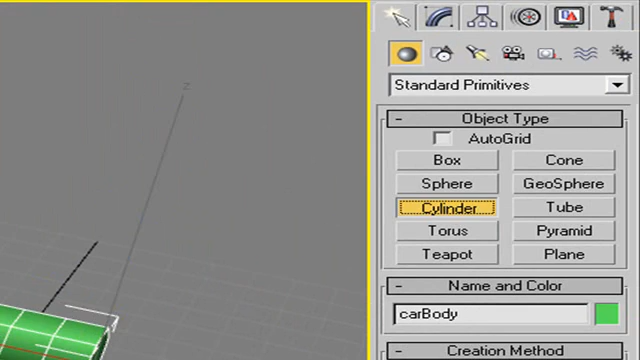 z
Standard Primitives
- Object Type
AutoGrid
Box Cone
Sphere GeoSphere
Cylinder Tube
Torus Pyramid
Teapot Plane
- Name and Color
carBody
- Creation Method